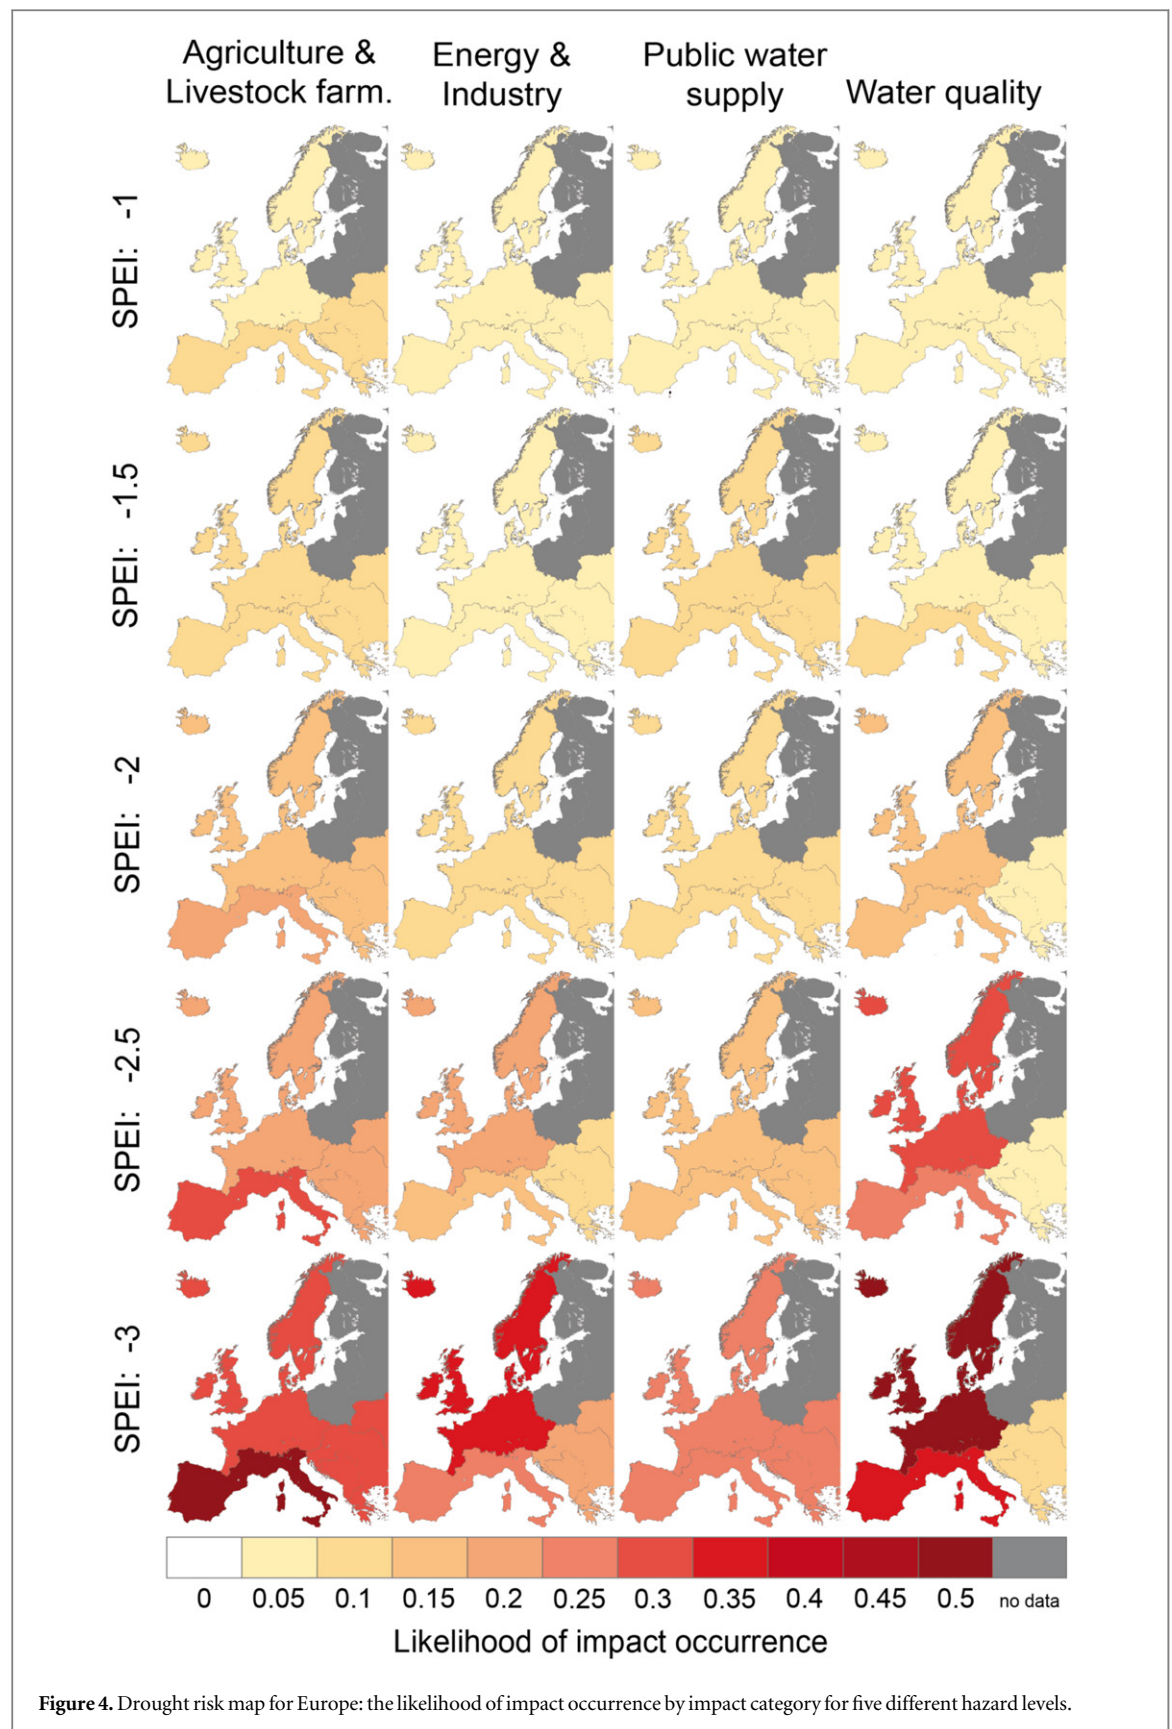 Agriculture &
Livestock farm.
Energy &
Industry
Public water
supply
Water quality
SPEI: -1
SPEI: -1.5
SPEI: -2
SPEI: -2.5
SPEI: -3
0 0.05 0.1 0.15 0.2 0.25 0.3 0.35 0.4 0.45 0.5 no data
Likelihood of impact occurrence
Figure 4. Drought risk map for Europe: the likelihood of impact occurrence by impact category for five different hazard levels.